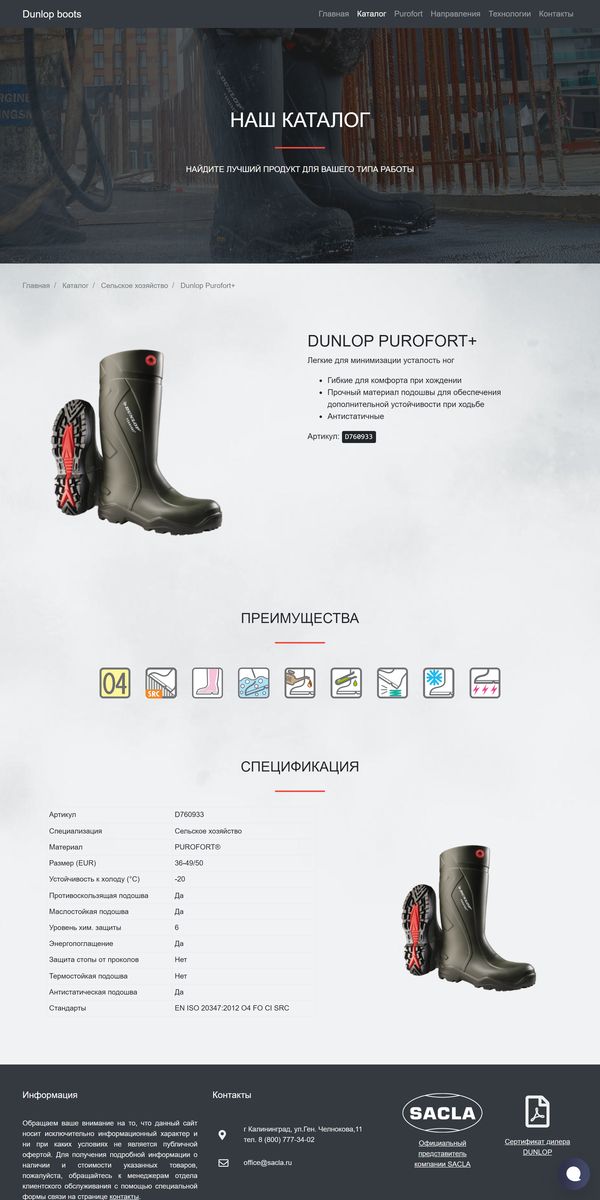 Dunlop boots
Главная Каталог Purofort Направления Технологии Контакты
НАШ КАТАЛОГ
НАЙДИТЕ ЛУЧШИЙ ПРОДУКТ ДЛЯ ВАШЕГО ТИПА РАБОТЫ
Главная / Каталог / Сельское хозяйство / Dunlop Purofort+
DUNLOP PUROFORT+
Легкие для минимизации усталость ног
Гибкие для комфорта при хождении
Прочный материал подошвы для обеспечения
дополнительной устойчивости при ходьбе
Антистатичные
Артикул: D760933
ПРЕИМУЩЕСТВА
04
SRC
СПЕЦИФИКАЦИЯ
Артикул D760933
Специализация Сельское хозяйство
Материал PUROFORT®
Размер (EUR) 36-49/50
Устойчивость к холоду (°C) -20
Противоскользящая подошва Да
Маслостойкая подошва Да
Уровень хим. защиты 6
Энергопоглащение Да
Защита стопы от проколов Нет
Термостойкая подошва Нет
Антистатическая подошва Да
Стандарты EN ISO 20347:2012 O4 FO CI SRC
Информация
Обращаем ваше внимание на то, что данный сайт
носит исключительно информационный характер и
ни при каких условиях не является публичной
офертой. Для получения подробной информации о
наличии и стоимости указанных товаров,
пожалуйста, обращайтесь к менеджерам отдела
клиентского обслуживания с помощью специальной
формы связи на странице контакты.
Контакты
г Калининград, ул.Ген. Челнокова,11
тел. 8 (800) 777-34-02
office@sacla.ru
SACLA
Официальный
представитель
компании SACLA
Сертификат дилера
DUNLOP